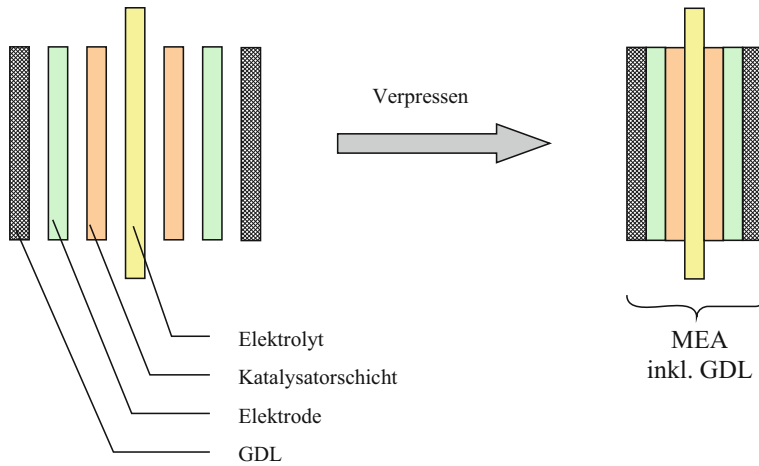 Verpressen
Elektrolyt
Katalysatorschicht
Elektrode
GDL
MEA
inkl. GDL